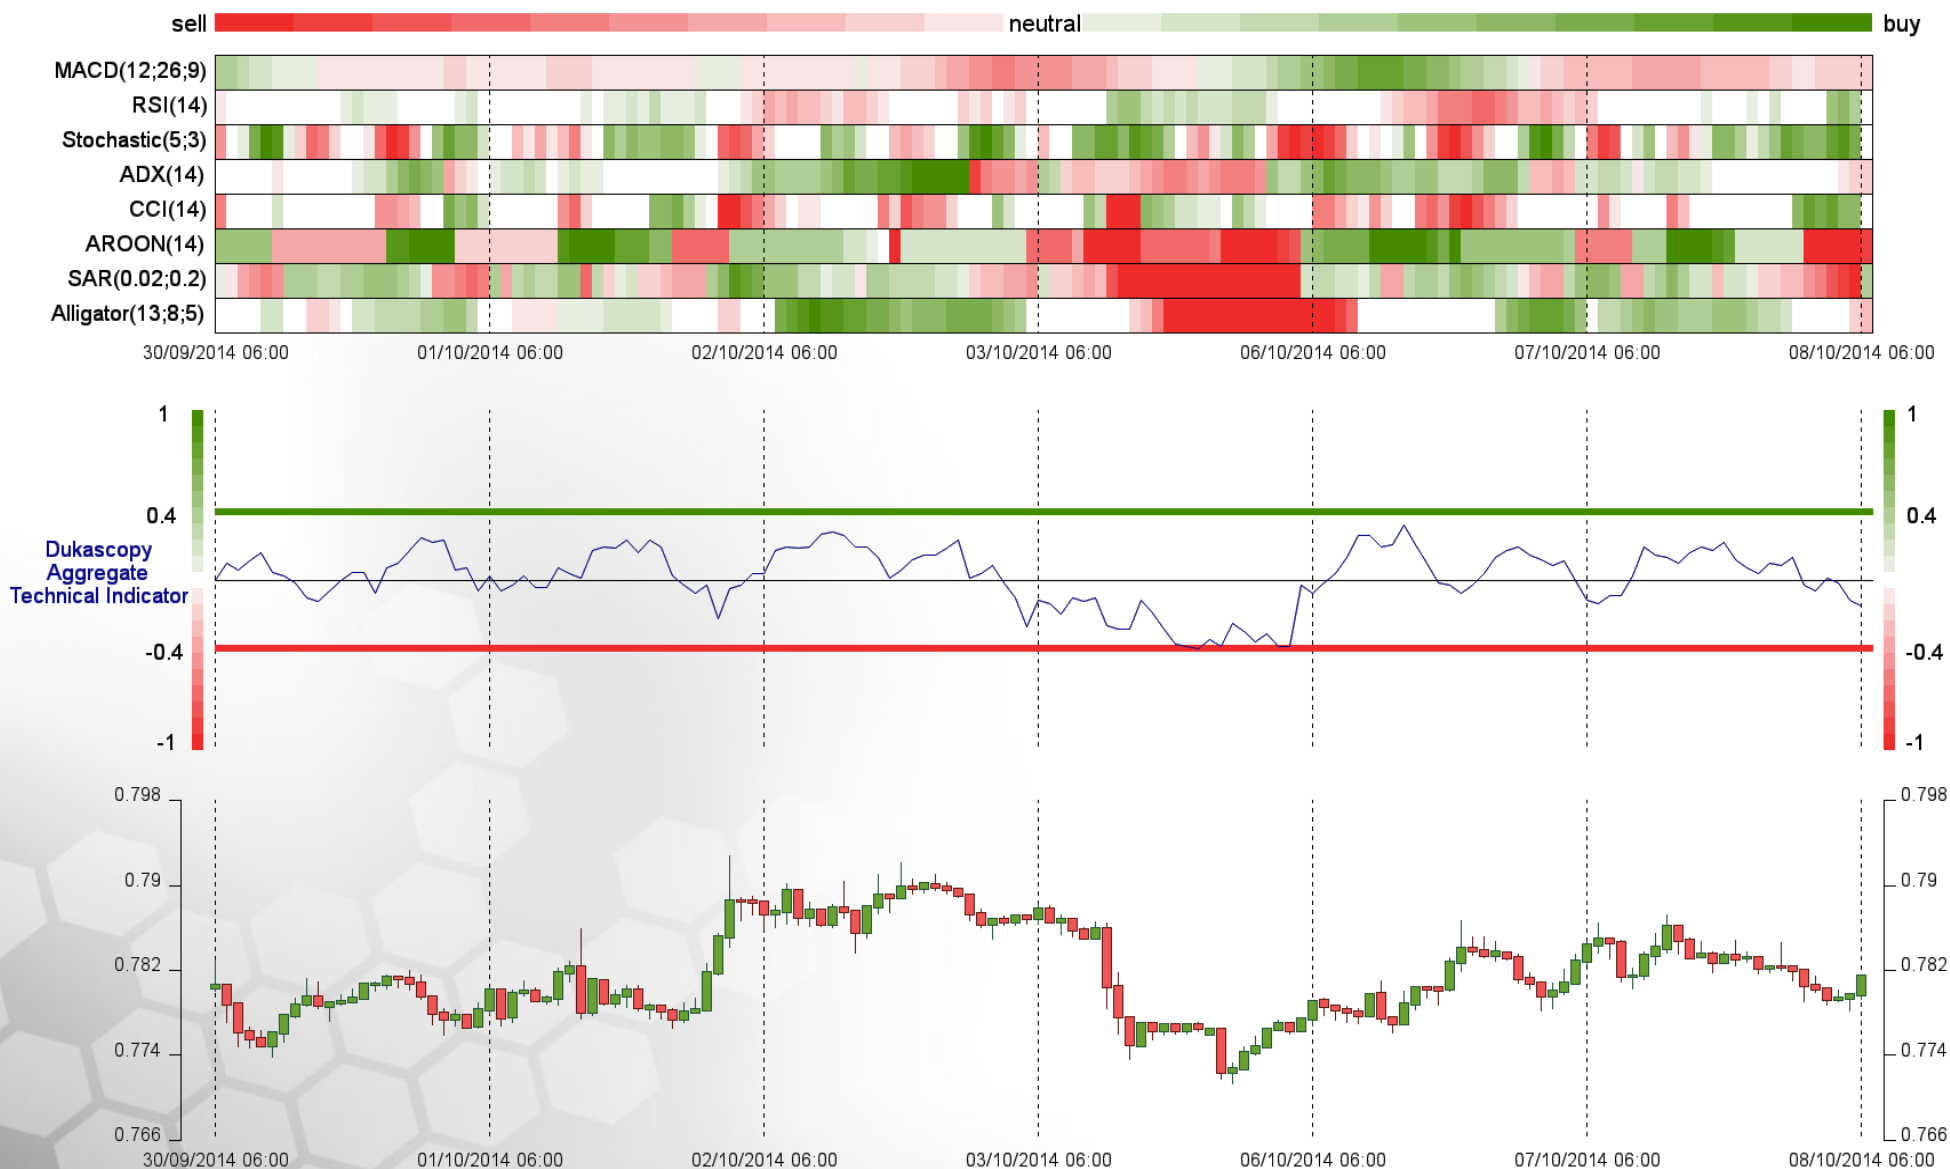 sell neutral buy
MACD(12;26;9)
RSI(14)
Stochastic(5;3)
ADX(14)
CCI(14)
AROON(14)
SAR(0.02;0.2)
Alligator(13;8;5)
30/09/2014 06:00 01/10/2014 06:00 02/10/2014 06:00 03/10/2014 06:00 06/10/2014 06:00 07/10/2014 06:00 08/10/2014 06:00
1 1
0.4 0.4
Dukascopy
Aggregate
Technical Indicator
-0.4 -0.4
-1 -1
0.798 0.798
0.79 0.79
0.782 0.782
0.774 0.774
0.766 0.766
30/09/2014 06:00 01/10/2014 06:00 02/10/2014 06:00 03/10/2014 06:00 06/10/2014 06:00 07/10/2014 06:00 08/10/2014 06:00